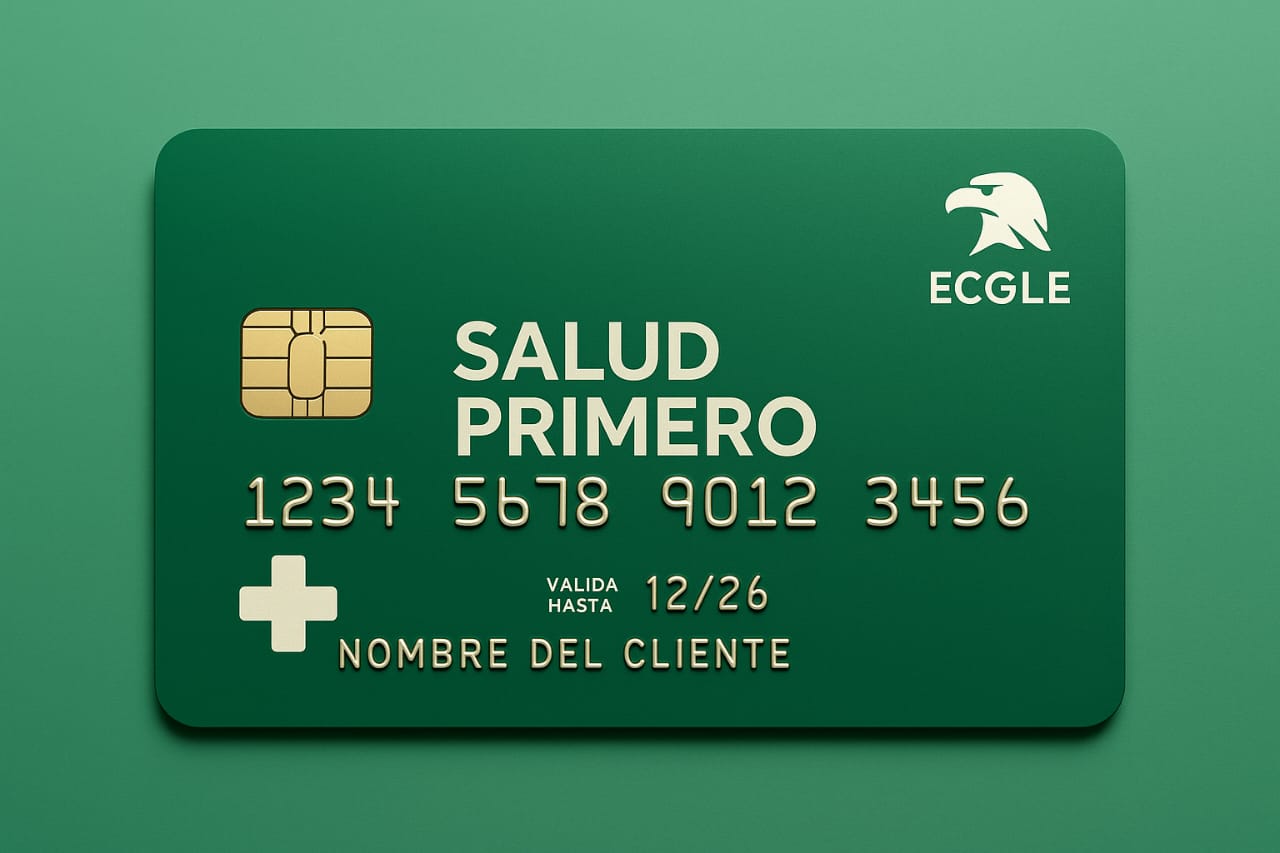 ECGLE
SALUD
PRIMERO
1234 5678 9012 3456
VALIDA
HASTA 12/26
NOMBRE DEL CLIENTE